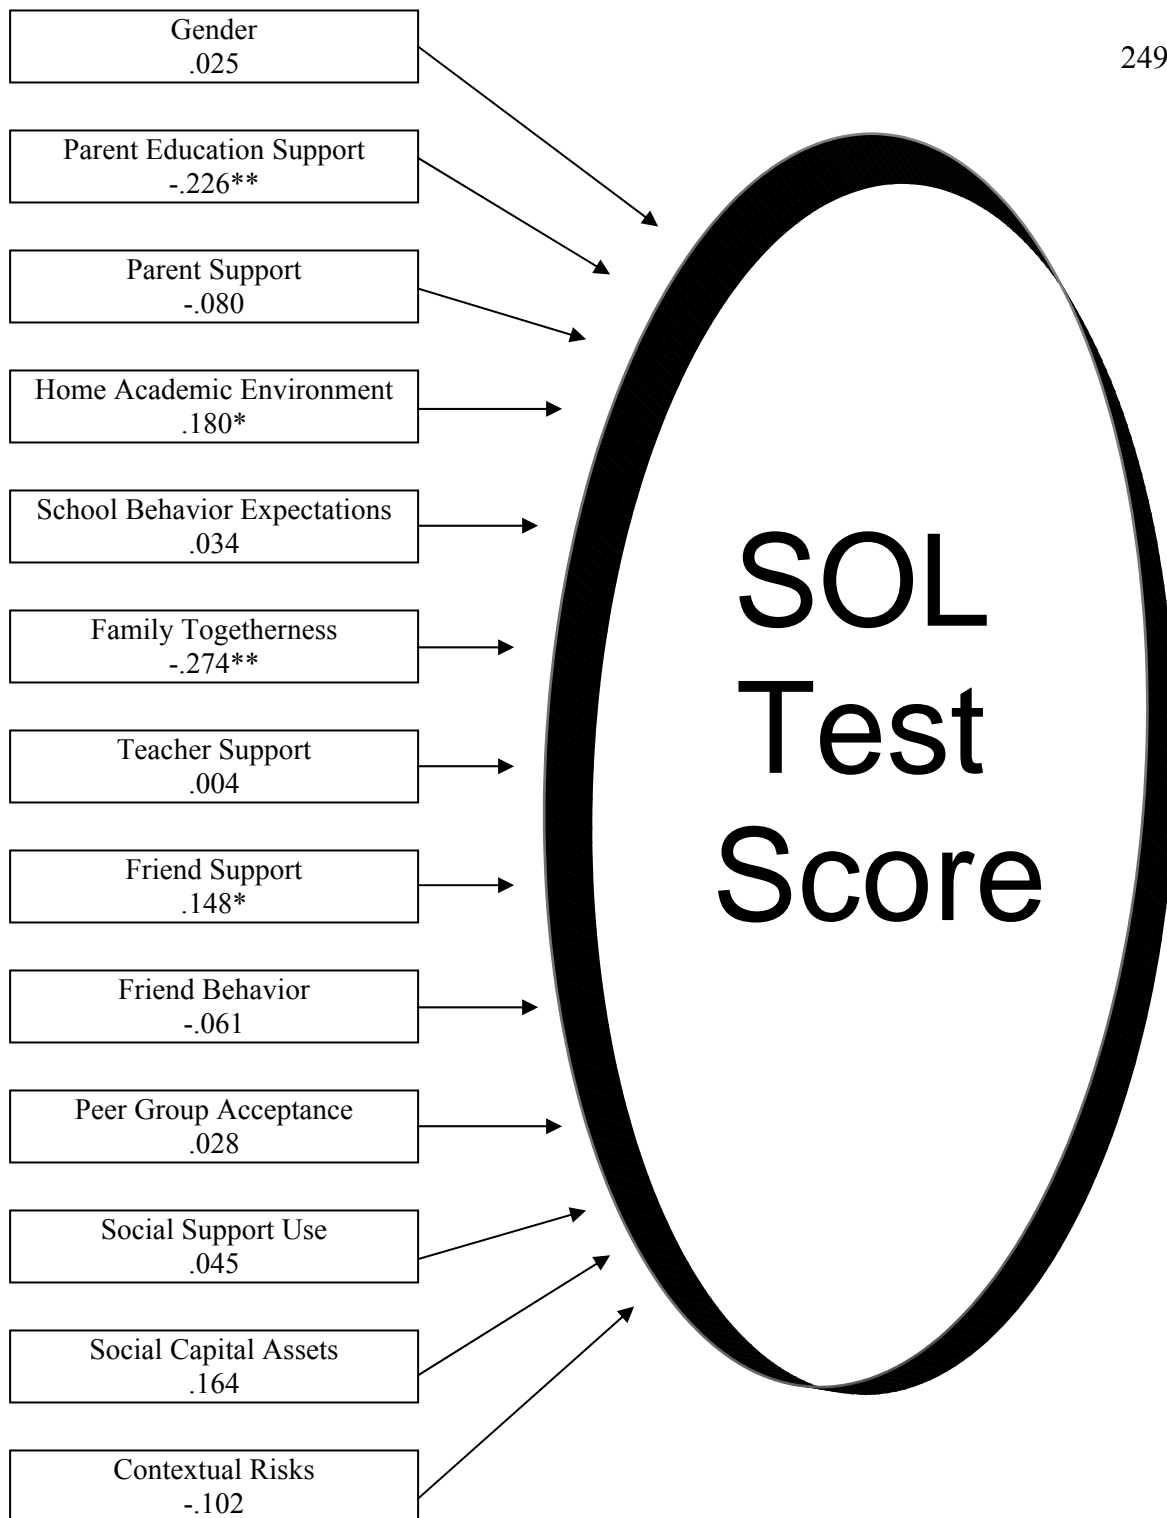 249
Gender
.025
Parent Education Support
-.226**
Parent Support
-.080
Home Academic Environment
.180*
School Behavior Expectations
.034
Family Togetherness
-.274**
Teacher Support
.004
Friend Support
.148*
Friend Behavior
-.061
Peer Group Acceptance
.028
Social Support Use
.045
Social Capital Assets
.164
Contextual Risks
-.102
SOL
Test
Score